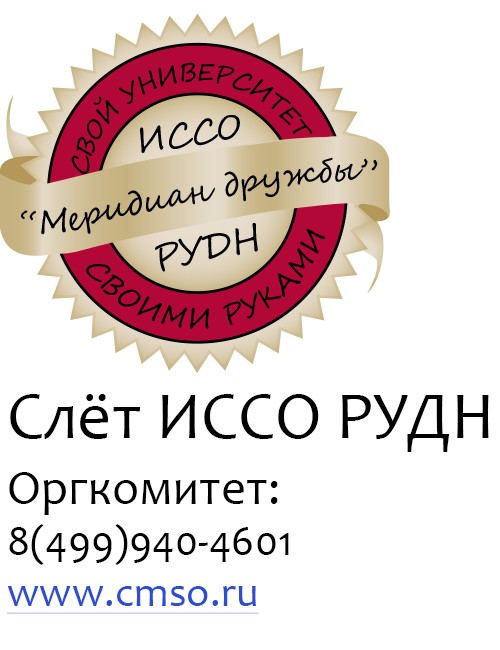 СВОЙ УНИВЕРСИТЕТ
ИССО
“Меридиан дружбы”
РУДН
СВОИМИ РУКАМИ
Слёт ИССО РУДН
Оргкомитет:
8(499)940-4601
www.cmso.ru